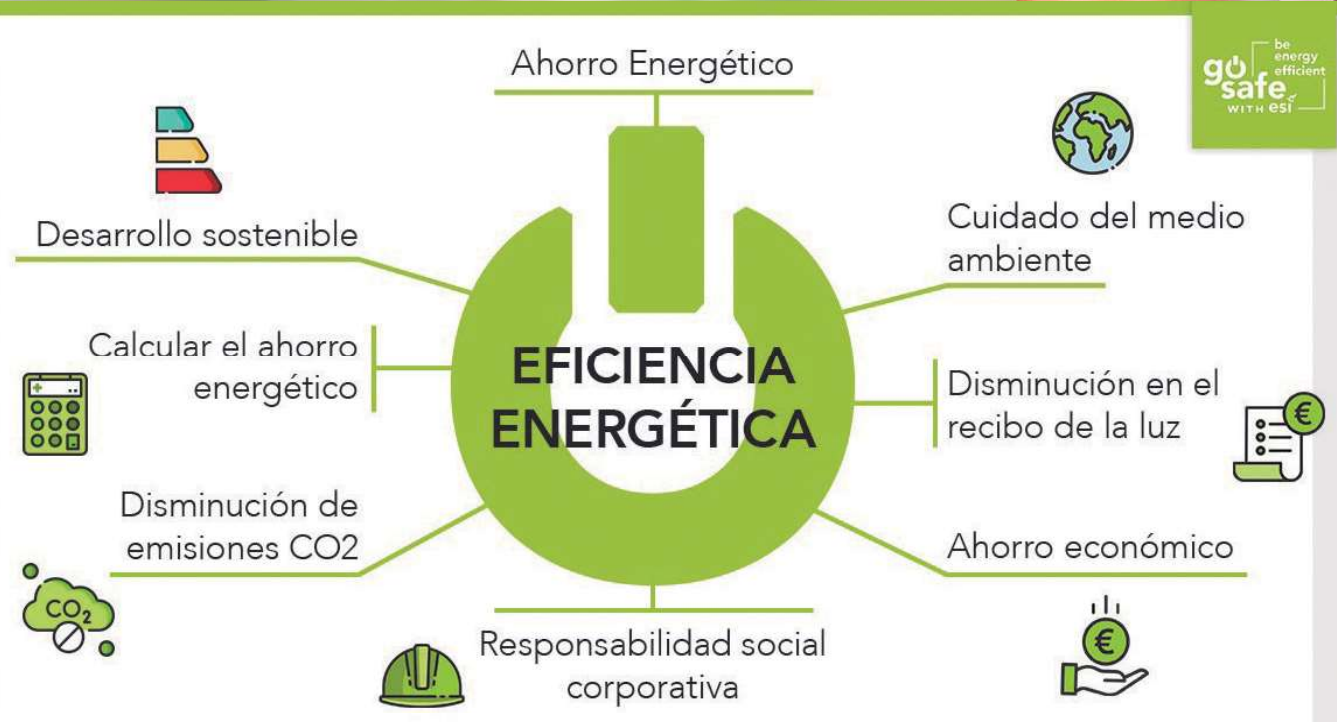 Ahorro Energético
be
energy
efficient
go
safe
WITH esi
Desarrollo sostenible
Cuidado del medio
ambiente
Calcular el ahorro
energético
EFICIENCIA
ENERGÉTICA
Disminución en el
recibo de la luz
€
Disminución de
emisiones CO2
CO2
Ahorro económico
€
Responsabilidad social
corporativa